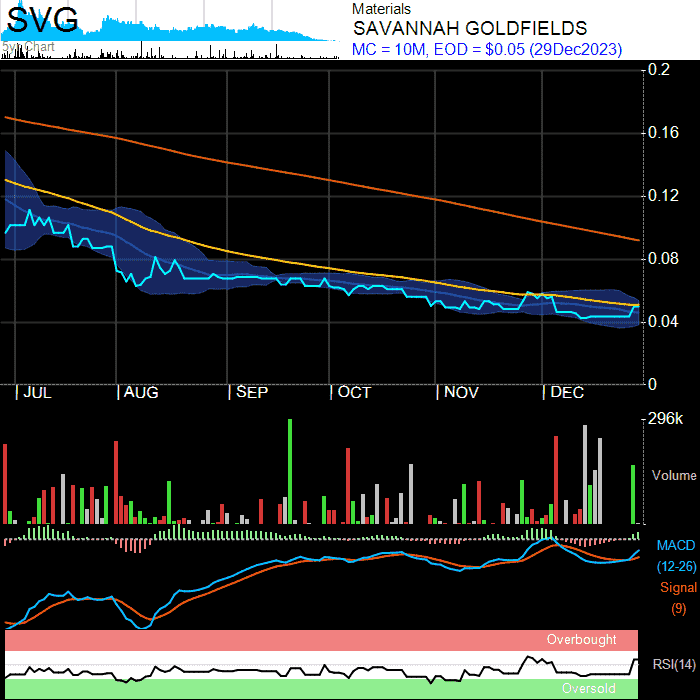 SVG
5yr Chart
Materials
SAVANNAH GOLDFIELDS
MC = 10M, EOD = $0.05 (29Dec2023)
0.2
0.16
0.12
0.08
0.04
0
JUL AUG SEP OCT NOV DEC
296k
Volume
MACD
(12-26)
Signal
(9)
Overbought
RSI(14)
Oversold